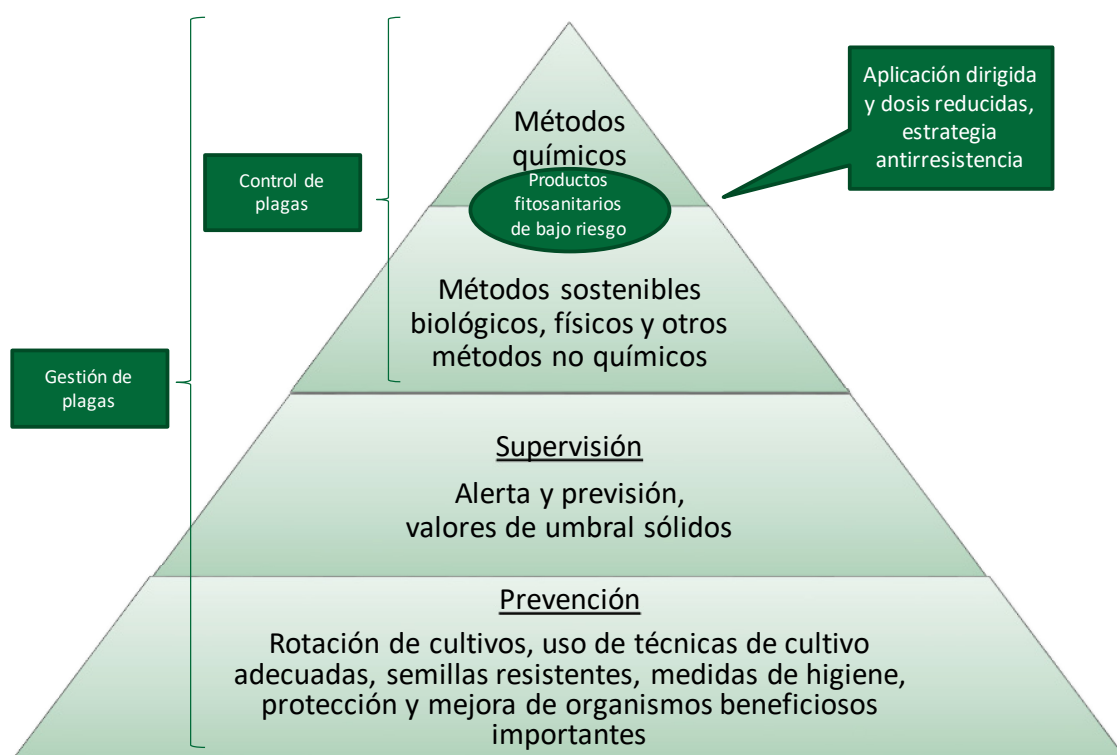 Métodos
químicos
Productos
fitosanitarios
de bajo riesgo
Aplicación dirigida
y dosis reducidas,
estrategia
antirresistencia
Control de
plagas
Métodos sostenibles
biológicos, físicos y otros
métodos no químicos
Gestión de
plagas
Supervisión
Alerta y previsión,
valores de umbral sólidos
Prevención
Rotación de cultivos, uso de técnicas de cultivo
adecuadas, semillas resistentes, medidas de higiene,
protección y mejora de organismos beneficiosos
importantes